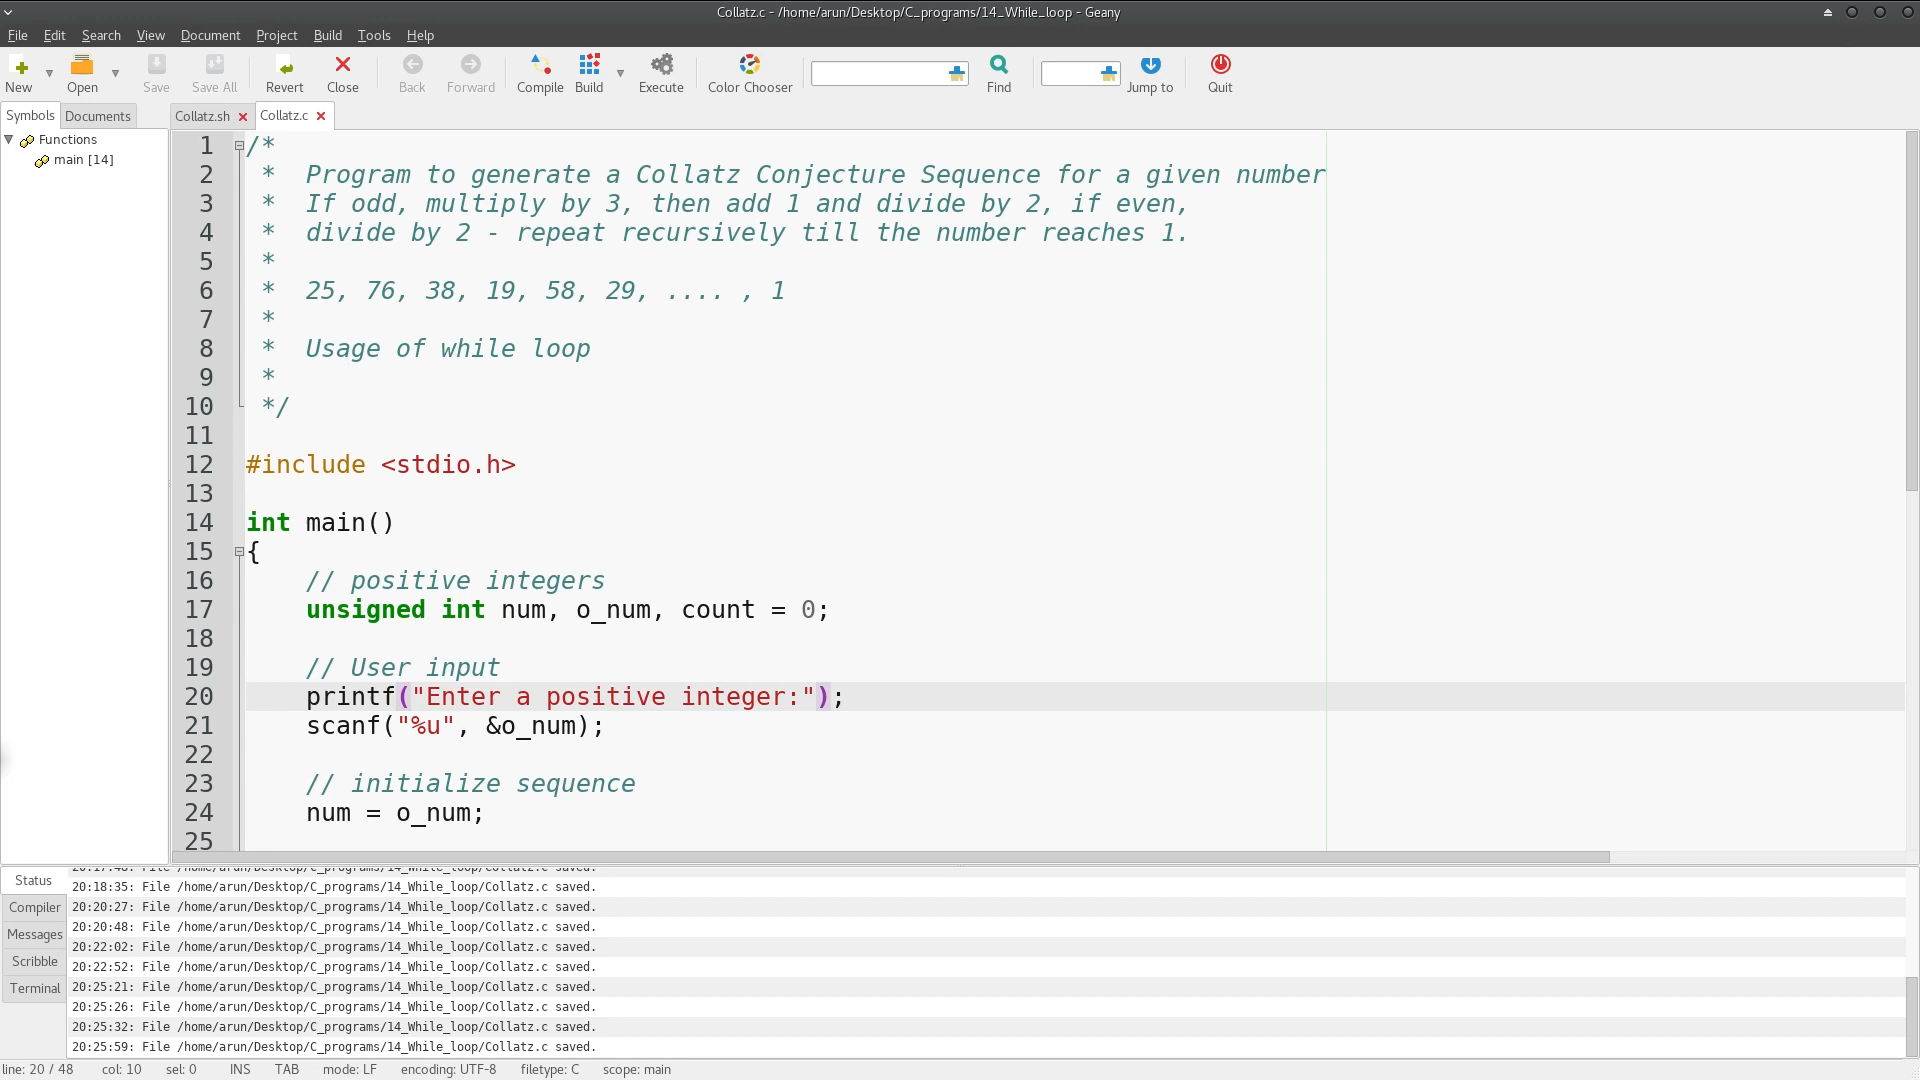 Collatz.c - /home/arun/Desktop/C_programs/14_While_loop - Geany
File Edit Search View Document Project Build Tools Help
New Open Save Save All Revert Close Back Forward Compile Build Execute Color Chooser Find Jump to Quit
Symbols Documents Collatz.sh Collatz.c
Functions
main [14]
1 /*
2 * Program to generate a Collatz Conjecture Sequence for a given number
3 * If odd, multiply by 3, then add 1 and divide by 2, if even,
4 * divide by 2 - repeat recursively till the number reaches 1.
5 *
6 * 25, 76, 38, 19, 58, 29, .... , 1
7 *
8 * Usage of while loop
9 *
10 */
11
12 #include <stdio.h>
13
14 int main()
15 {
16 // positive integers
17 unsigned int num, o_num, count = 0;
18
19 // User input
20 printf("Enter a positive integer:");
21 scanf("%u", &o_num);
22
23 // initialize sequence
24 num = o_num;
25
Status
Compiler
Messages
Scribble
Terminal
20:17:48: File /home/arun/Desktop/C_programs/14_While_loop/Collatz.c saved.
20:18:35: File /home/arun/Desktop/C_programs/14_While_loop/Collatz.c saved.
20:20:27: File /home/arun/Desktop/C_programs/14_While_loop/Collatz.c saved.
20:20:48: File /home/arun/Desktop/C_programs/14_While_loop/Collatz.c saved.
20:22:02: File /home/arun/Desktop/C_programs/14_While_loop/Collatz.c saved.
20:22:52: File /home/arun/Desktop/C_programs/14_While_loop/Collatz.c saved.
20:25:21: File /home/arun/Desktop/C_programs/14_While_loop/Collatz.c saved.
20:25:26: File /home/arun/Desktop/C_programs/14_While_loop/Collatz.c saved.
20:25:32: File /home/arun/Desktop/C_programs/14_While_loop/Collatz.c saved.
20:25:59: File /home/arun/Desktop/C_programs/14_While_loop/Collatz.c saved.
line: 20 / 48 col: 10 sel: 0 INS TAB mode: LF encoding: UTF-8 filetype: C scope: main